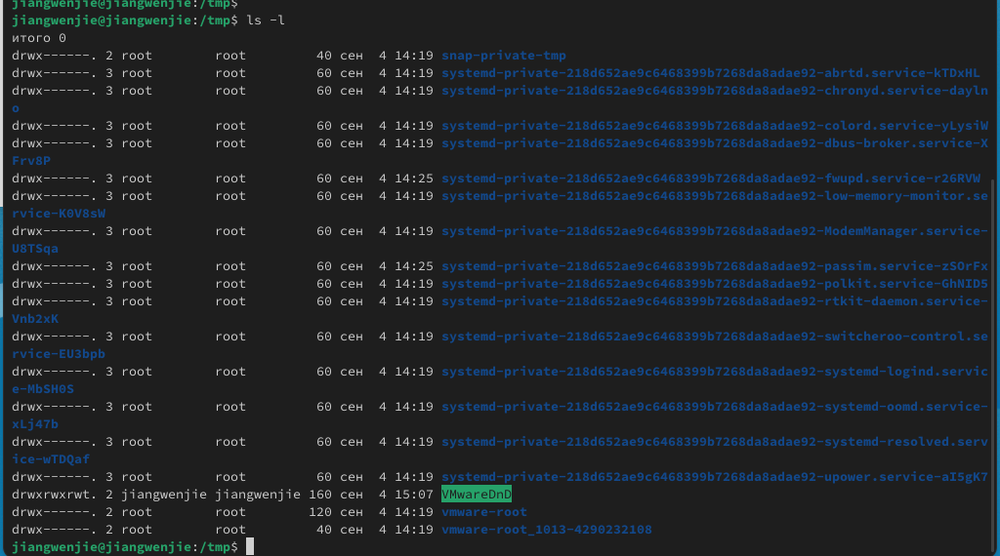 jiangwenjie@jiangwenjie:/tmp$
jiangwenjie@jiangwenjie:/tmp$ ls -l
итого 0
drwx------. 2 root        root         40 сен  4 14:19 snap-private-tmp
drwx------. 3 root        root         60 сен  4 14:19 systemd-private-218d652ae9c6468399b7268da8adae92-abrtd.service-kTDxHL
drwx------. 3 root        root         60 сен  4 14:19 systemd-private-218d652ae9c6468399b7268da8adae92-chronyd.service-dayln
o
drwx------. 3 root        root         60 сен  4 14:19 systemd-private-218d652ae9c6468399b7268da8adae92-colord.service-yLysiW
drwx------. 3 root        root         60 сен  4 14:19 systemd-private-218d652ae9c6468399b7268da8adae92-dbus-broker.service-X
Frv8P
drwx------. 3 root        root         60 сен  4 14:25 systemd-private-218d652ae9c6468399b7268da8adae92-fwupd.service-r26RVW
drwx------. 3 root        root         60 сен  4 14:19 systemd-private-218d652ae9c6468399b7268da8adae92-low-memory-monitor.se
rvice-K0V8sW
drwx------. 3 root        root         60 сен  4 14:19 systemd-private-218d652ae9c6468399b7268da8adae92-ModemManager.service-
U8TSqa
drwx------. 3 root        root         60 сен  4 14:25 systemd-private-218d652ae9c6468399b7268da8adae92-passim.service-zSOrFx
drwx------. 3 root        root         60 сен  4 14:19 systemd-private-218d652ae9c6468399b7268da8adae92-polkit.service-GhNID5
drwx------. 3 root        root         60 сен  4 14:19 systemd-private-218d652ae9c6468399b7268da8adae92-rtkit-daemon.service-
Vnb2xK
drwx------. 3 root        root         60 сен  4 14:19 systemd-private-218d652ae9c6468399b7268da8adae92-switcheroo-control.se
rvice-EU3bpb
drwx------. 3 root        root         60 сен  4 14:19 systemd-private-218d652ae9c6468399b7268da8adae92-systemd-logind.servic
e-MbSH0S
drwx------. 3 root        root         60 сен  4 14:19 systemd-private-218d652ae9c6468399b7268da8adae92-systemd-oomd.service-
xLj47b
drwx------. 3 root        root         60 сен  4 14:19 systemd-private-218d652ae9c6468399b7268da8adae92-systemd-resolved.serv
ice-wTDQaf
drwx------. 3 root        root         60 сен  4 14:19 systemd-private-218d652ae9c6468399b7268da8adae92-upower.service-aI5gK7
drwxrwxrwt. 2 jiangwenjie jiangwenjie 160 сен  4 15:07 VMwareDnD
drwx------. 2 root        root        120 сен  4 14:19 vmware-root
drwx------. 2 root        root         40 сен  4 14:19 vmware-root_1013-4290232108
jiangwenjie@jiangwenjie:/tmp$